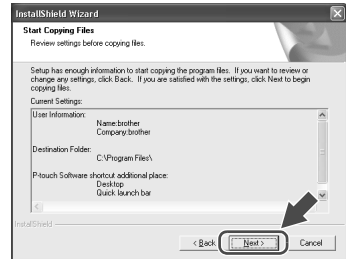 InstallShield Wizard
Start Copying Files
Review settings before copying files.
Setup has enough information to start copying the program files. If you want to review or
change any settings, click Back. If you are satisfied with the settings, click Next to begin
copying files.
Current Settings:
User Information:
Name:brother
Company:brother
Destination Folder:
C:\Program Files\
P-touch Software shortcut additional place:
Desktop
Quick launch bar
InstallShield
< Back
Next >
Cancel